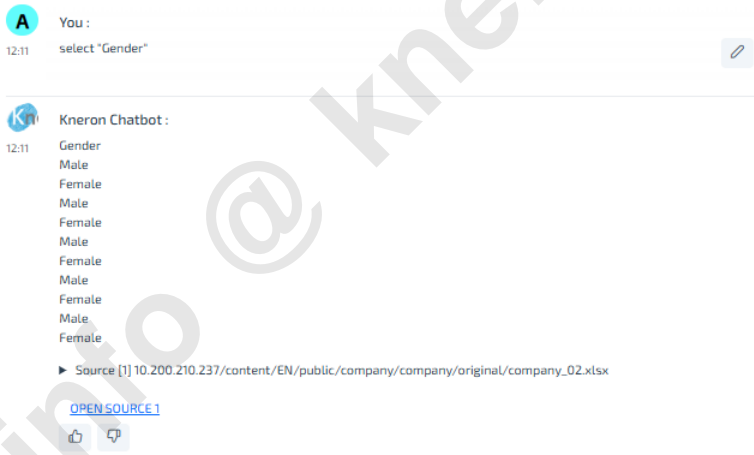 A
You :
12:11
select "Gender"
Kn
Kneron Chatbot :
12:11
Gender
Male
Female
Male
Female
Male
Female
Male
Female
Male
Female
▶ Source [1] 10.200.210.237/content/EN/public/company/company/original/company_02.xlsx
OPEN SOURCE 1
info @ kne